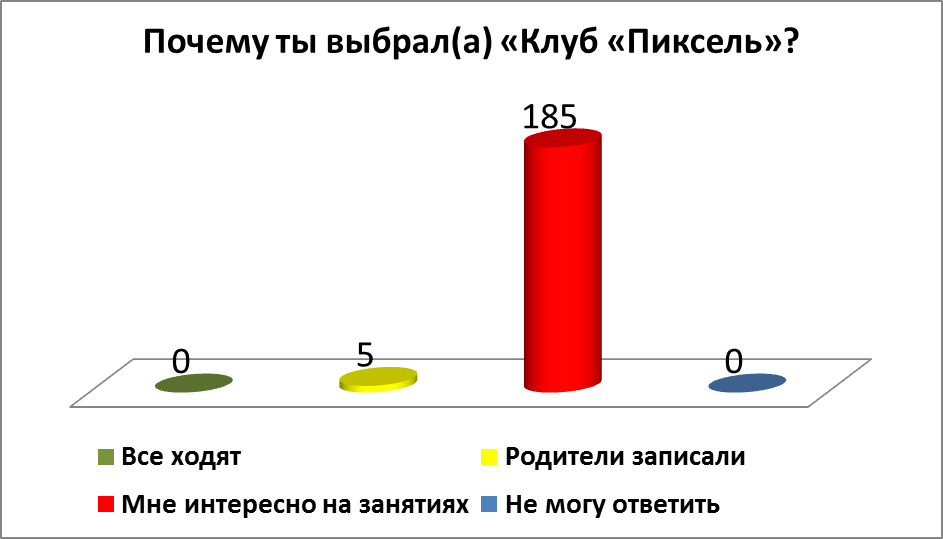 Почему ты выбрал(а) «Клуб «Пиксель»?
185
0
5
0
Все ходят
Родители записали
Мне интересно на занятиях
Не могу ответить